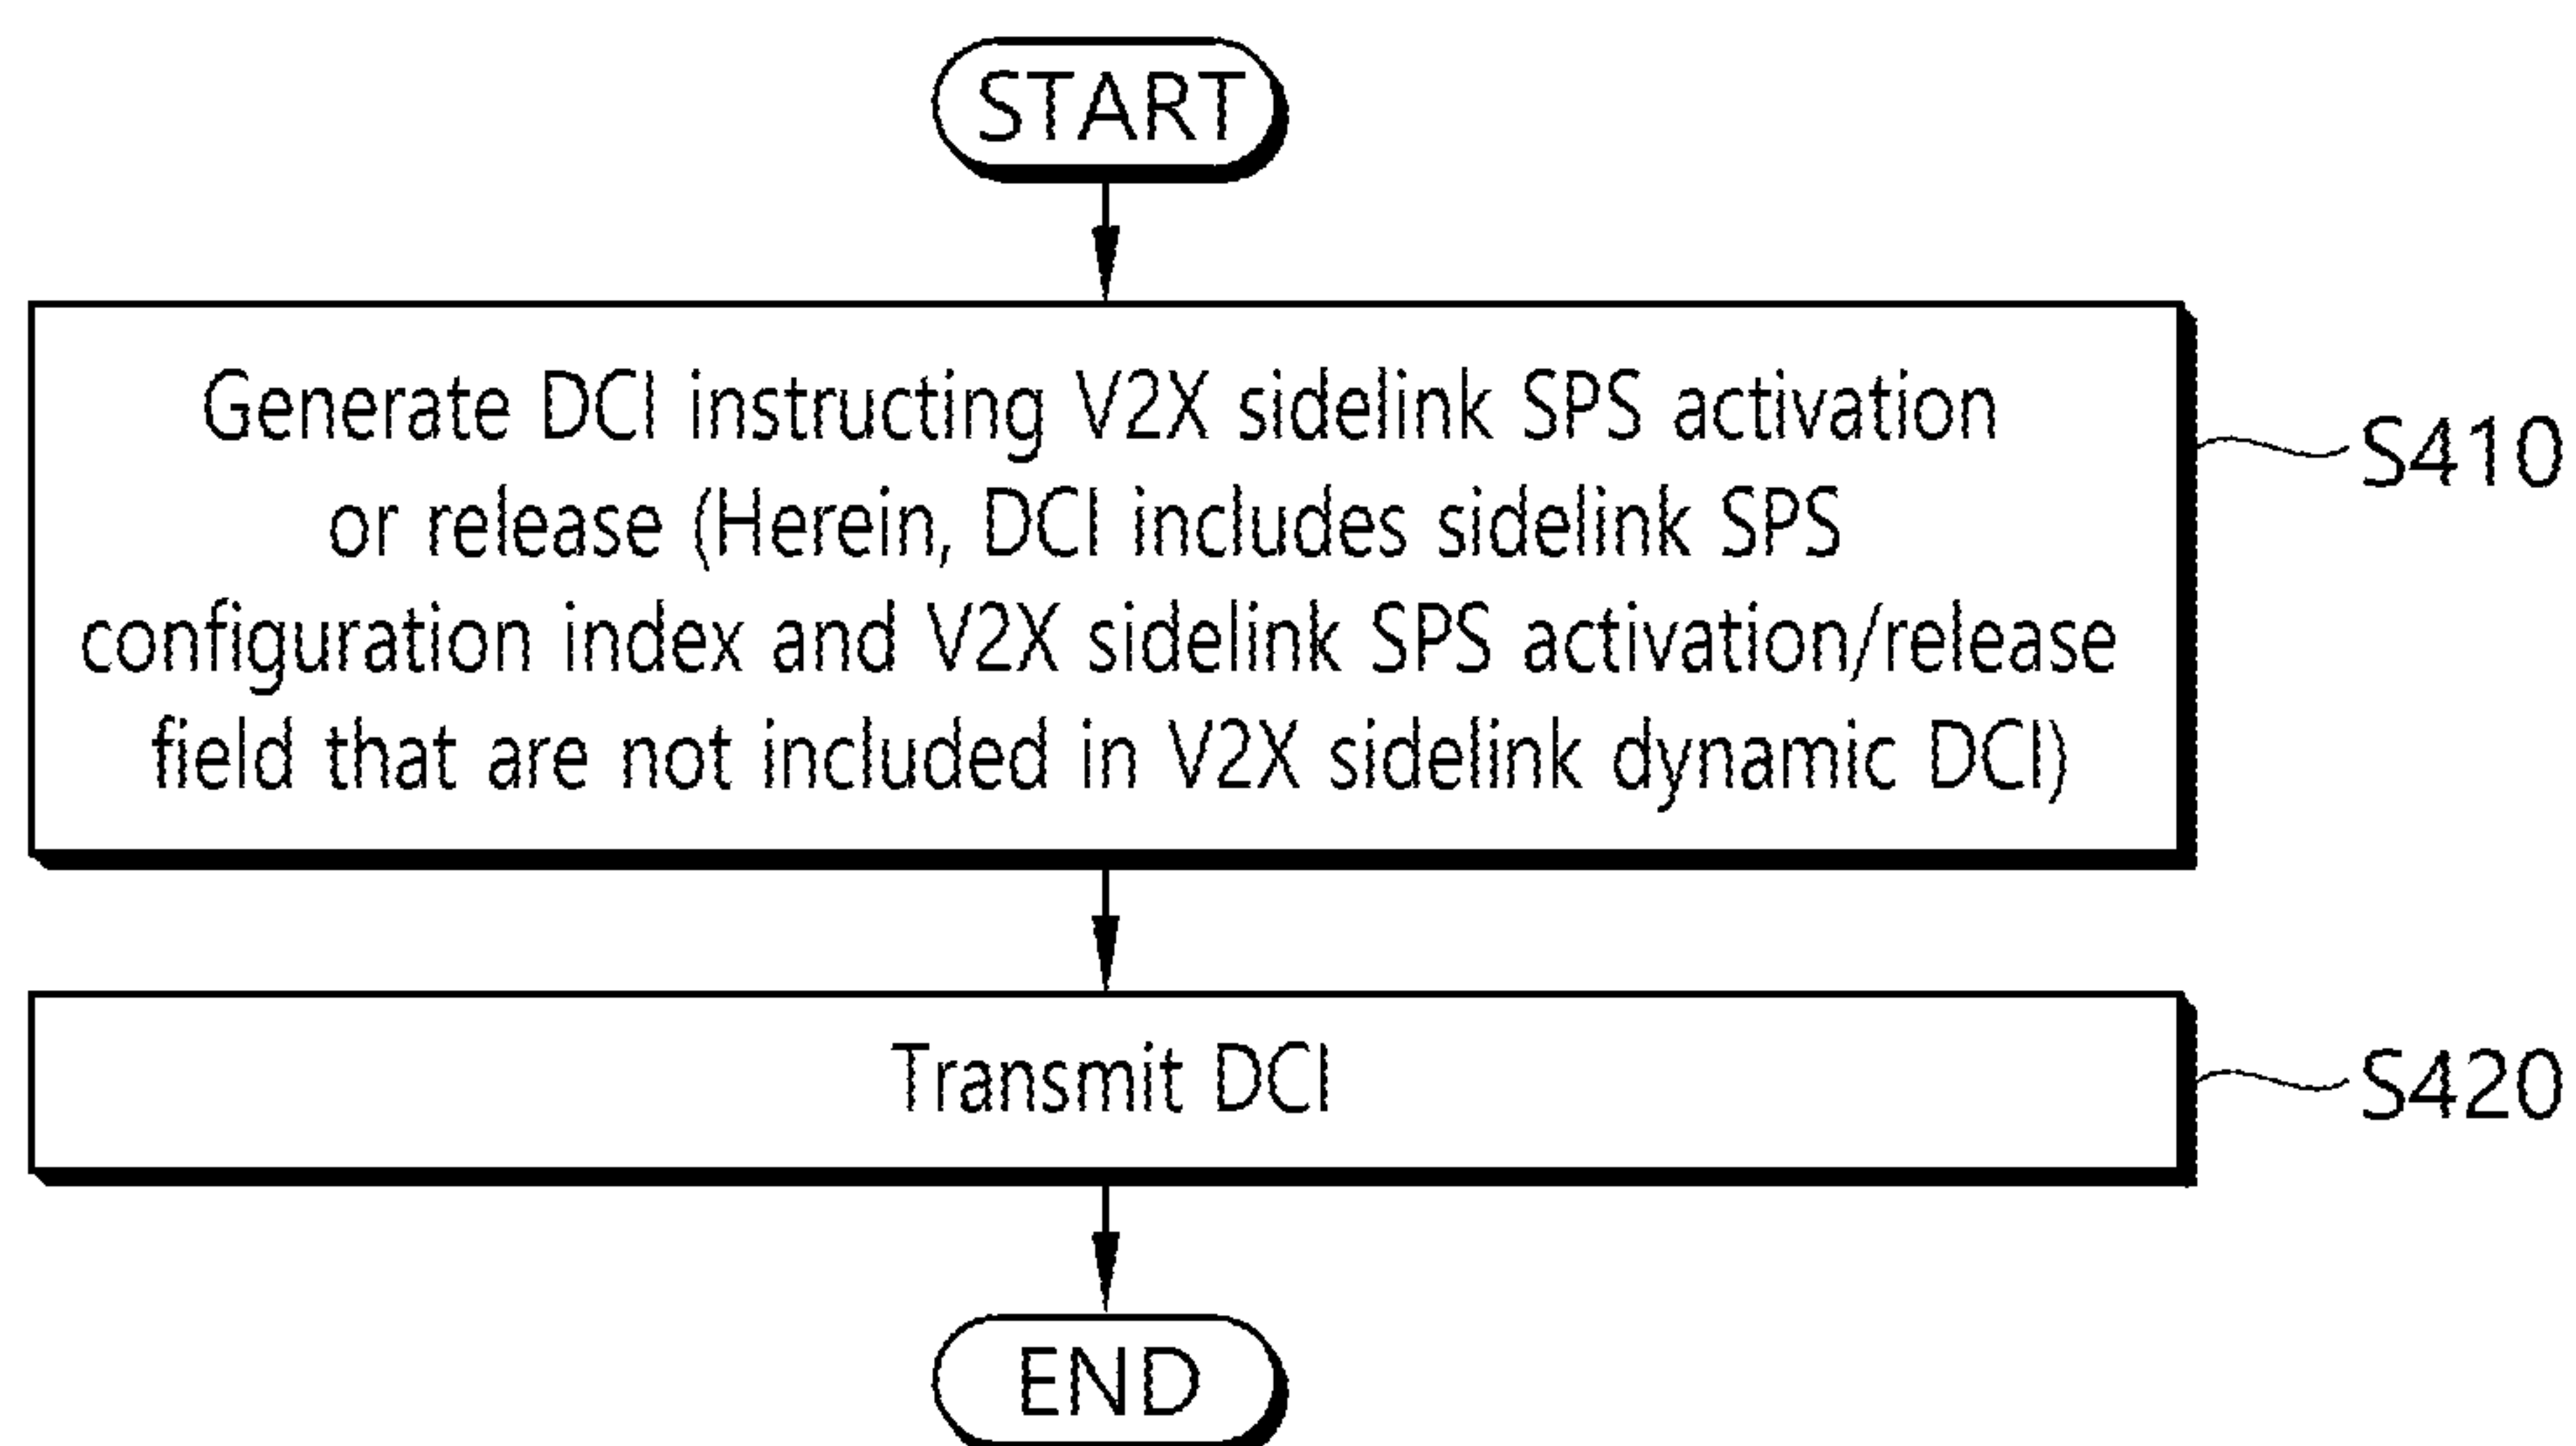 START
Generate DCI instructing V2X sidelink SPS activation
or release (Herein, DCI includes sidelink SPS
configuration index and V2X sidelink SPS activation/release
field that are not included in V2X sidelink dynamic DCI)
S410
Transmit DCI
S420
END